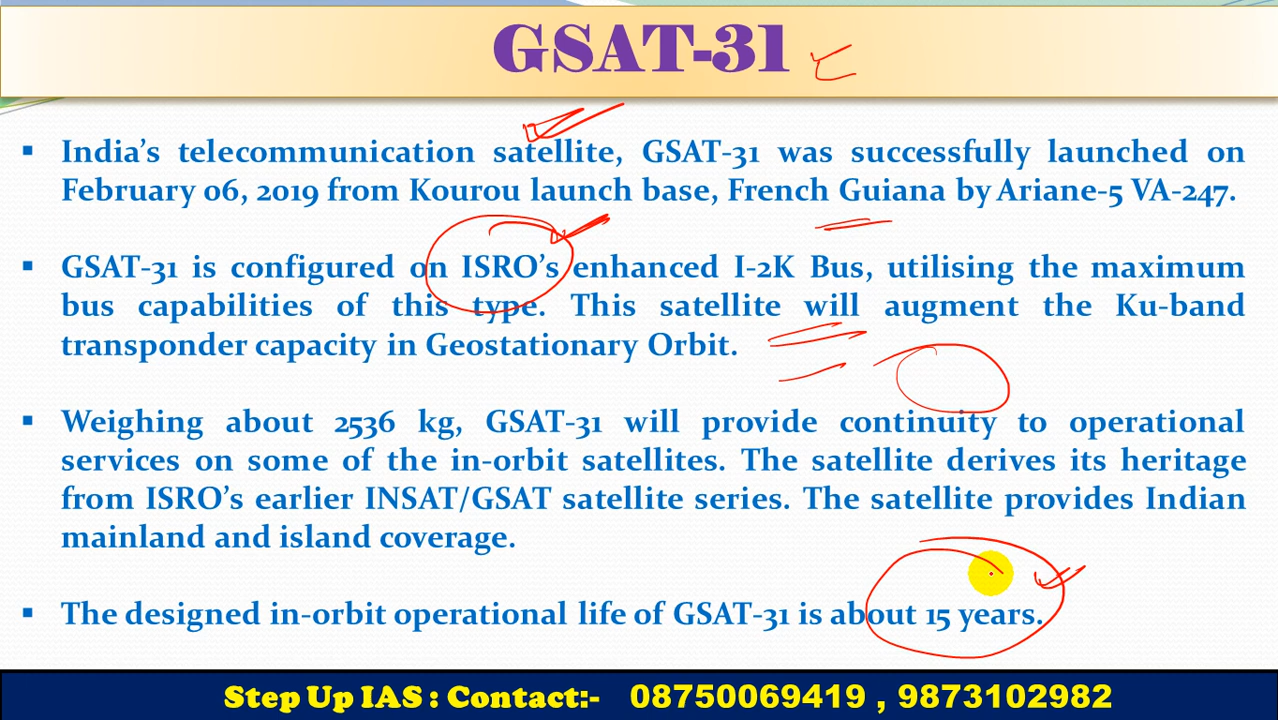 GSAT-31
▪ India's telecommunication satellite, GSAT-31 was successfully launched on
February 06, 2019 from Kourou launch base, French Guiana by Ariane-5 VA-247.
▪ GSAT-31 is configured on ISRO's enhanced I-2K Bus, utilising the maximum
bus capabilities of this type. This satellite will augment the Ku-band
transponder capacity in Geostationary Orbit.
▪ Weighing about 2536 kg, GSAT-31 will provide continuity to operational
services on some of the in-orbit satellites. The satellite derives its heritage
from ISRO's earlier INSAT/GSAT satellite series. The satellite provides Indian
mainland and island coverage.
▪ The designed in-orbit operational life of GSAT-31 is about 15 years.
Step Up IAS : Contact:- 08750069419 , 9873102982